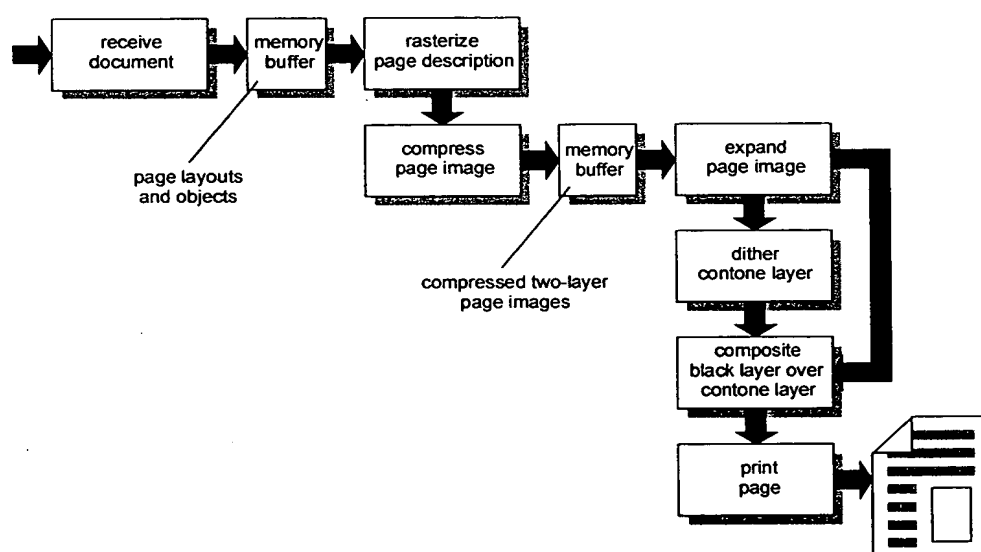 receive
document
memory
buffer
rasterize
page description
page layouts
and objects
compress
page image
memory
buffer
expand
page image
compressed two-layer
page images
dither
contone layer
composite
black layer over
contone layer
print
page